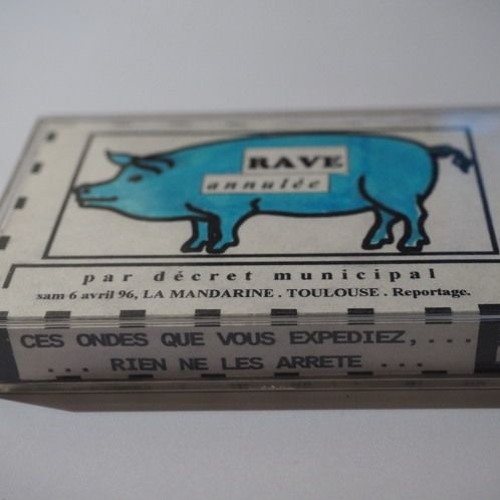 RAVE
annulée
par décret municipal
sam 6 avril 96, LA MANDARINE . TOULOUSE . Reportage.
CES ONDES QUE VOUS EXPEDIEZ, ...
... RIEN NE LES ARRETE ...